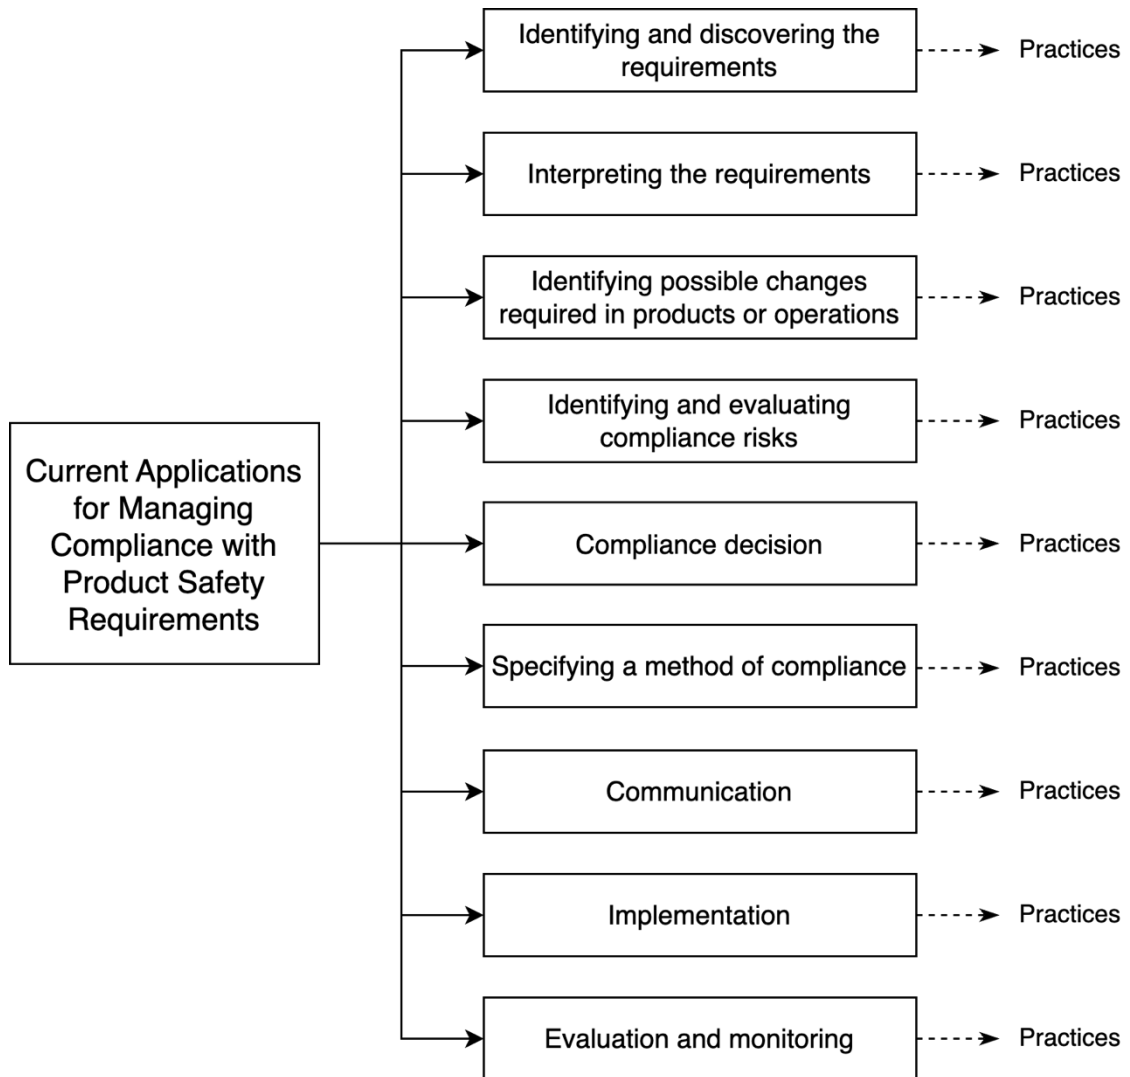 Identifying and discovering the
requirements
Practices
Interpreting the requirements
Practices
Identifying possible changes
required in products or operations
Practices
Identifying and evaluating
compliance risks
Practices
Current Applications
for Managing
Compliance with
Product Safety
Requirements
Compliance decision
Practices
Specifying a method of compliance
Practices
Communication
Practices
Implementation
Practices
Evaluation and monitoring
Practices